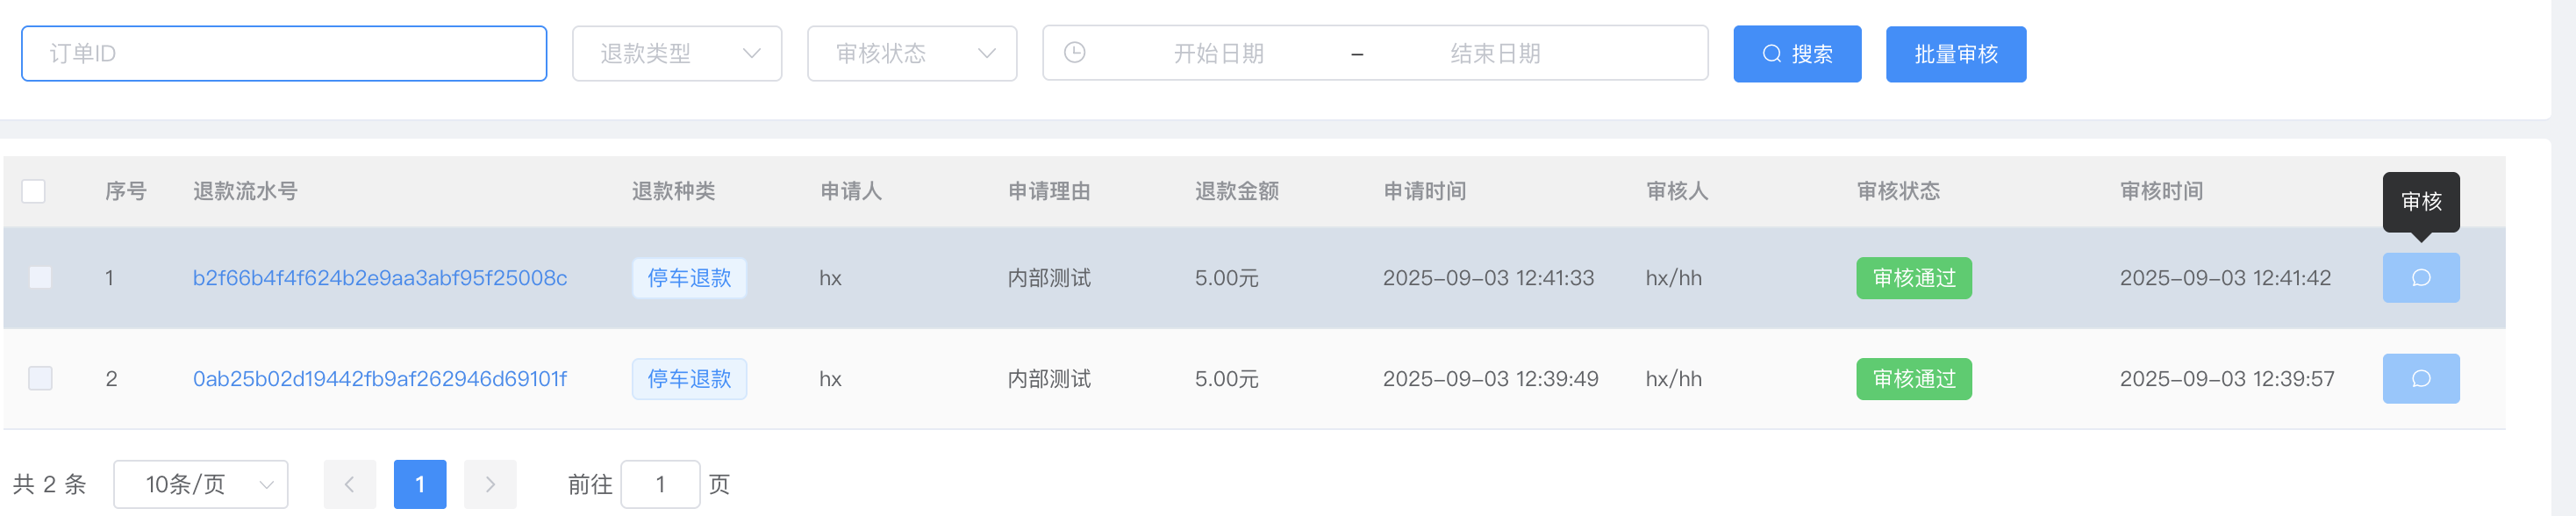 订单ID 退款类型 审核状态 开始日期 – 结束日期 搜索 批量审核
序号 退款流水号 退款种类 申请人 申请理由 退款金额 申请时间 审核人 审核状态 审核时间 审核
1 b2f66b4f4f624b2e9aa3abf95f25008c 停车退款 hx 内部测试 5.00元 2025-09-03 12:41:33 hx/hh 审核通过 2025-09-03 12:41:42
2 0ab25b02d19442fb9af262946d69101f 停车退款 hx 内部测试 5.00元 2025-09-03 12:39:49 hx/hh 审核通过 2025-09-03 12:39:57
共 2 条 10条/页 1 前往 1 页